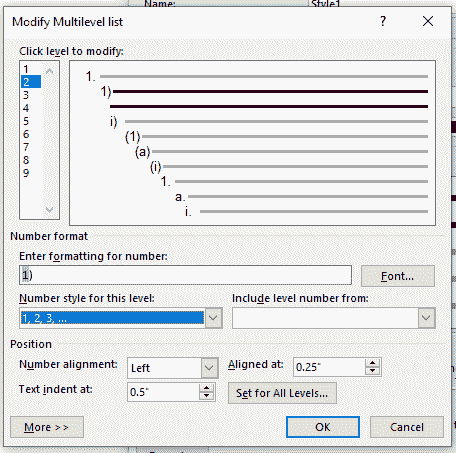 Name:
Style1
Modify Multilevel list
Click level to modify:
1
2
3
4
5
6
7
8
9
1.
1)
i)
(1)
(a)
(i)
1.
a.
i.
Number format
Enter formatting for number:
1)
Font...
Number style for this level:
Include level number from:
1, 2, 3, ...
Position
Number alignment:
Left
Aligned at:
0.25"
Text indent at:
0.5"
Set for All Levels...
More >>
OK
Cancel